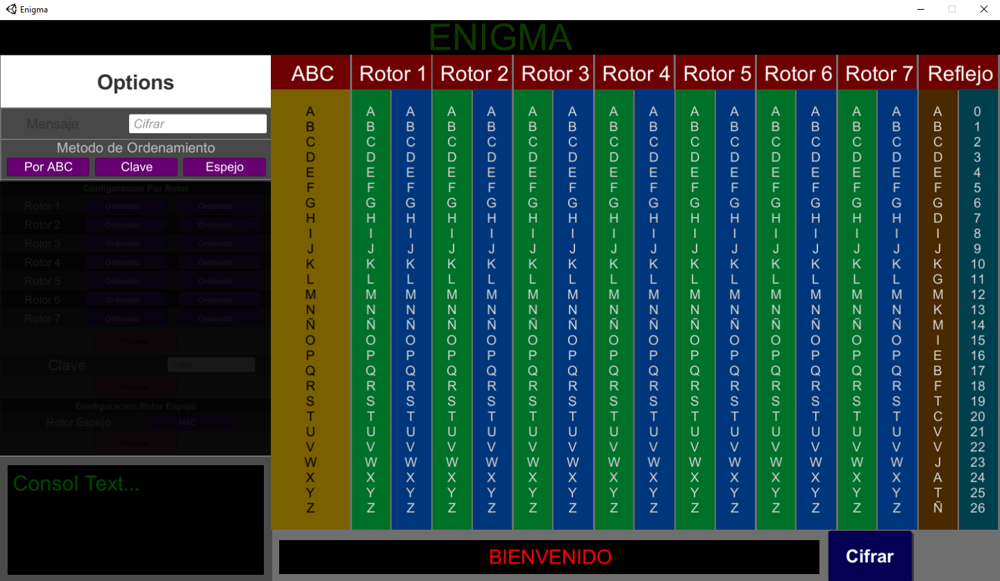 Enigma
ENIGMA
Options
Mensaje Cifrar
Metodo de Ordenamiento
Por ABC Clave Espejo
Configuracion Por Rotor
Rotor 1 Ordenado Ordenado
Rotor 2 Ordenado Ordenado
Rotor 3 Ordenado Ordenado
Rotor 4 Ordenado Ordenado
Rotor 5 Ordenado Ordenado
Rotor 6 Ordenado Ordenado
Rotor 7 Ordenado Ordenado
Clave Cifrar
Configuracion Rotor Espejo
Rotor Espejo MAC
Consol Text...
ABC Rotor 1 Rotor 2 Rotor 3 Rotor 4 Rotor 5 Rotor 6 Rotor 7 Reflejo
A A A A A A A A A A A A A A A A 0
B B B B B B B B B B B B B B B B 1
C C C C C C C C C C C C C C C C 2
D D D D D D D D D D D D D D D D 3
E E E E E E E E E E E E E E E E 4
F F F F F F F F F F F F F F F F 5
G G G G G G G G G G G G G G G G 6
H H H H H H H H H H H H H H H D 7
I I I I I I I I I I I I I I I I 8
J J J J J J J J J J J J J J J J 9
K K K K K K K K K K K K K K K K 10
L L L L L L L L L L L L L L L G 11
M M M M M M M M M M M M M M M M 12
N N N N N N N N N N N N N N N K 13
Ñ Ñ Ñ Ñ Ñ Ñ Ñ Ñ Ñ Ñ Ñ Ñ Ñ Ñ Ñ M 14
O O O O O O O O O O O O O O O I 15
P P P P P P P P P P P P P P P E 16
Q Q Q Q Q Q Q Q Q Q Q Q Q Q Q B 17
R R R R R R R R R R R R R R R F 18
S S S S S S S S S S S S S S S T 19
T T T T T T T T T T T T T T T C 20
U U U U U U U U U U U U U U U V 21
V V V V V V V V V V V V V V V V 22
W W W W W W W W W W W W W W W J 23
X X X X X X X X X X X X X X X A 24
Y Y Y Y Y Y Y Y Y Y Y Y Y Y Y T 25
Z Z Z Z Z Z Z Z Z Z Z Z Z Z Z Ñ 26
BIENVENIDO
Cifrar